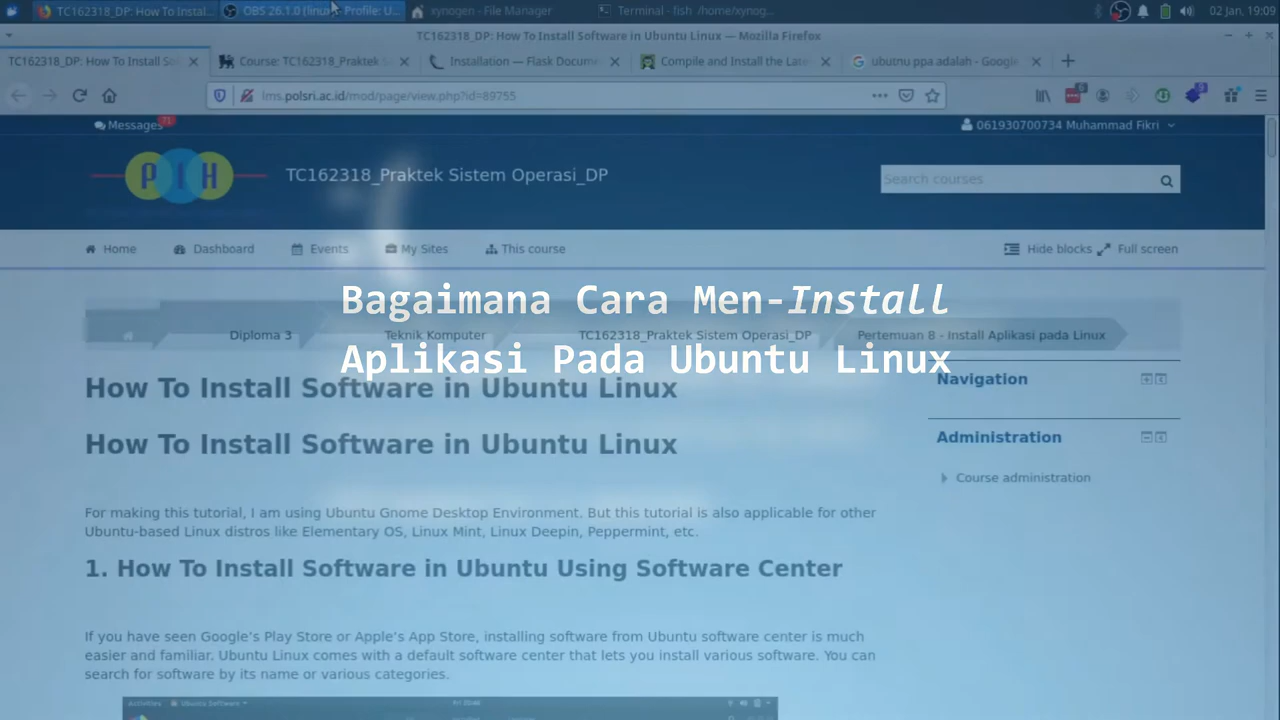 TC162318_DP: How To Instal...
OBS 26.1.0 (linux) - Profile: U...
xynogen - File Manager
Terminal - fish /home/xynog...
02 Jan, 19:09
TC162318_DP: How To Install Software in Ubuntu Linux — Mozilla Firefox
TC162318_DP: How To Install So
Course: TC162318_Praktek S
Installation — Flask Docume
Compile and Install the Late
ubutnu ppa adalah - Google
lms.polsri.ac.id/mod/page/view.php?id=89755
Messages 71
061930700734 Muhammad Fikri
PIH
TC162318_Praktek Sistem Operasi_DP
Search courses
Home
Dashboard
Events
My Sites
This course
Hide blocks
Full screen
Bagaimana Cara Men-Install
Aplikasi Pada Ubuntu Linux
Diploma 3
Teknik Komputer
TC162318_Praktek Sistem Operasi_DP
Pertemuan 8 - Install Aplikasi pada Linux
How To Install Software in Ubuntu Linux
Navigation
How To Install Software in Ubuntu Linux
Administration
Course administration
For making this tutorial, I am using Ubuntu Gnome Desktop Environment. But this tutorial is also applicable for other
Ubuntu-based Linux distros like Elementary OS, Linux Mint, Linux Deepin, Peppermint, etc.
1. How To Install Software in Ubuntu Using Software Center
If you have seen Google's Play Store or Apple's App Store, installing software from Ubuntu software center is much
easier and familiar. Ubuntu Linux comes with a default software center that lets you install various software. You can
search for software by its name or various categories.
Activities
Ubuntu Software